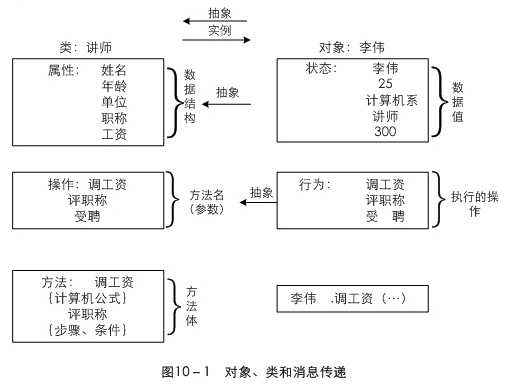 抽象
实例
类：讲师
对象：李伟
属性： 姓名
年龄
单位
职称
工资
数据结构
抽象
状态： 李伟
25
计算机系
讲师
300
数据值
操作：调工资
评职称
受聘
方法名
(参数)
抽象
行为： 调工资
评职称
受 聘
执行的操
作
方法： 调工资
{计算机公式}
评职称
{步骤、条件}
方法体
李伟 .调工资（…）
图10-1 对象、类和消息传递